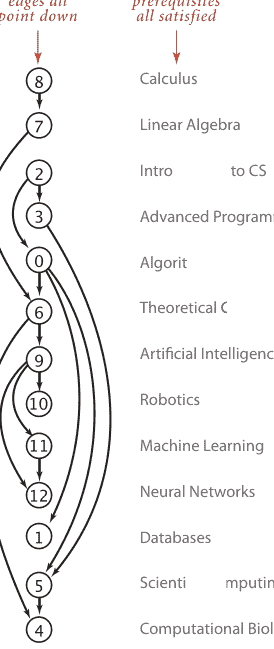 edges all prerequisites
point down all satisfied
8 Calculus
7 Linear Algebra
2 Intro to CS
3 Advanced Program
0 Algorit
6 Theoretical C
9 Artificial Intelligenc
10 Robotics
11 Machine Learning
12 Neural Networks
1 Databases
5 Scienti mputin
4 Computational Biol